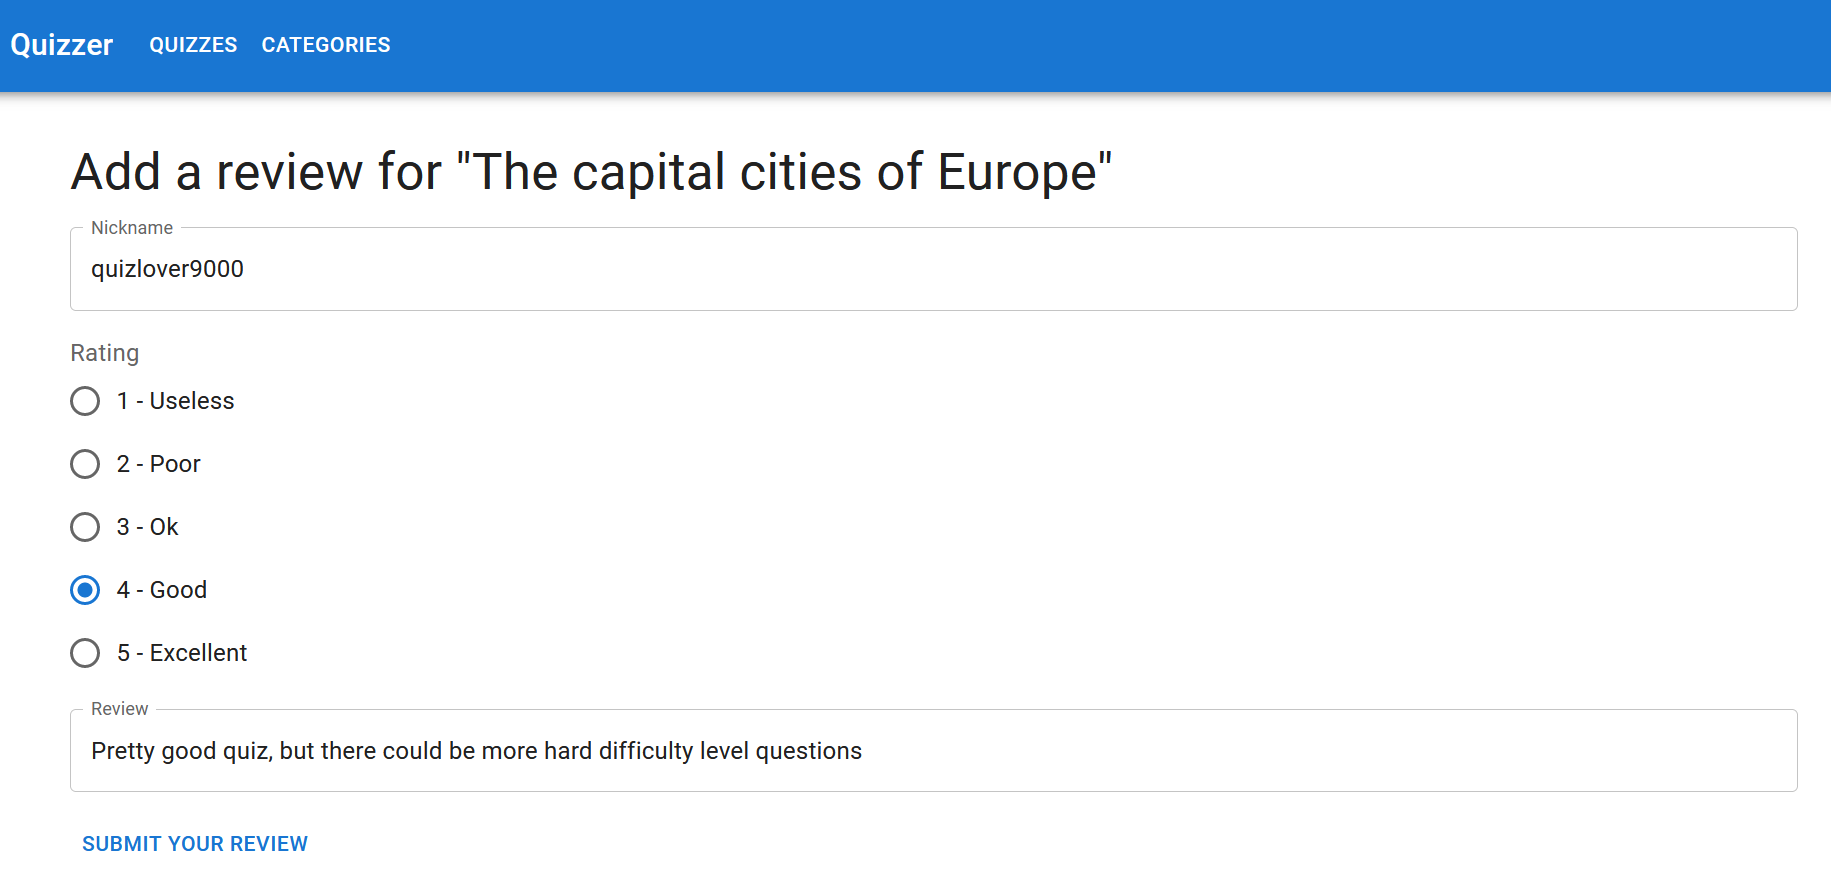 Quizzer QUIZZES CATEGORIES
Add a review for "The capital cities of Europe"
Nickname
quizlover9000
Rating
1 - Useless
2 - Poor
3 - Ok
4 - Good
5 - Excellent
Review
Pretty good quiz, but there could be more hard difficulty level questions
SUBMIT YOUR REVIEW